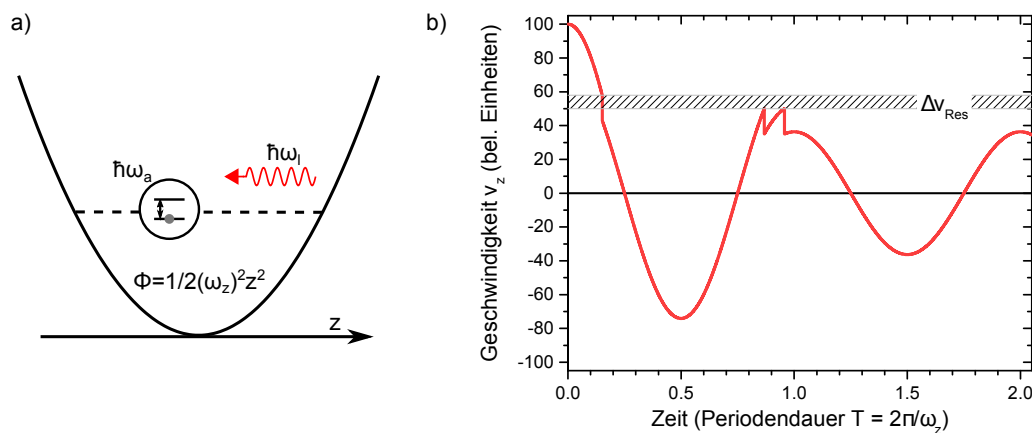 a)
ħω_a
ħω_l
Φ=1/2(ω_z)²z²
z
b)
Geschwindigkeit v_z (bel. Einheiten)
100
80
60
40
20
0
-20
-40
-60
-80
-100
Δv_Res
0.0
0.5
1.0
1.5
2.0
Zeit (Periodendauer T = 2π/ω_z)